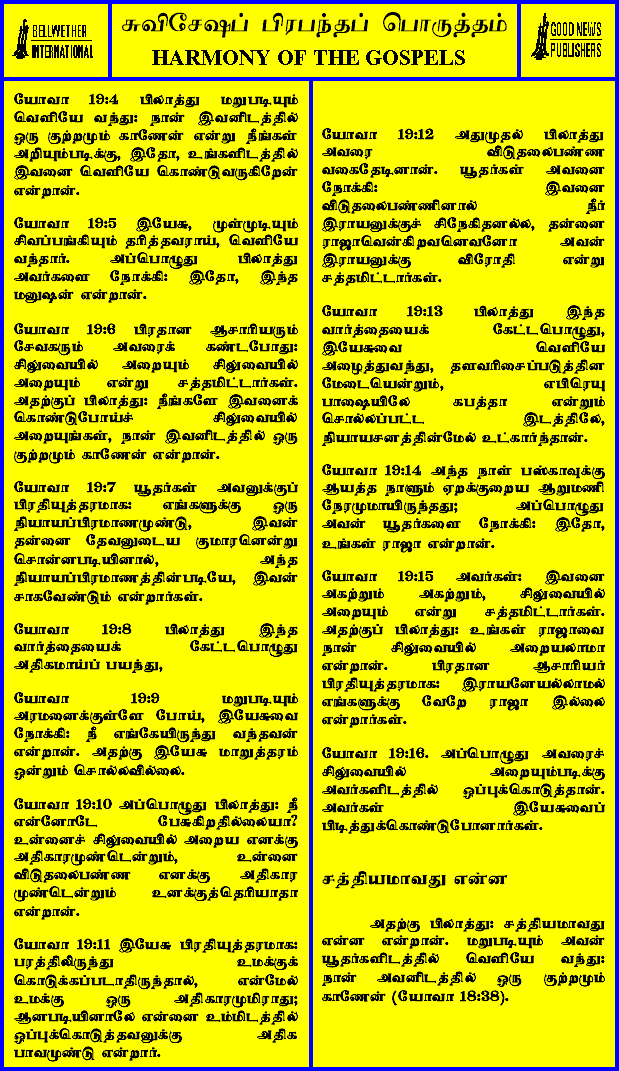 BELLWETHER
INTERNATIONAL
சுவிசேஷப் பிரபந்தப் பொருத்தம்
HARMONY OF THE GOSPELS
GOOD NEWS
PUBLISHERS
யோவா 19:4 பிலாத்து மறுபடியும்
வெளியே வந்து: நான் இவனிடத்தில்
ஒரு குற்றமும் காணேன் என்று நீங்கள்
அறியும்படிக்கு, இதோ, உங்களிடத்தில்
இவனை வெளியே கொண்டுவருகிறேன்
என்றான்.
யோவா 19:5 இயேசு, முள்முடியும்
சிவப்பங்கியும் தரித்தவராய், வெளியே
வந்தார். அப்பொழுது பிலாத்து
அவர்களை நோக்கி: இதோ, இந்த
மனுஷன் என்றான்.
யோவா 19:6 பிரதான ஆசாரியரும்
சேவகரும் அவரைக் கண்டபோது:
சிலுவையில் அறையும் சிலுவையில்
அறையும் என்று சத்தமிட்டார்கள்.
அதற்குப் பிலாத்து: நீங்களே இவனைக்
கொண்டுபோய்ச் சிலுவையில்
அறையுங்கள், நான் இவனிடத்தில் ஒரு
குற்றமும் காணேன் என்றான்.
யோவா 19:7 யூதர்கள் அவனுக்குப்
பிரதியுத்தரமாக: எங்களுக்கு ஒரு
நியாயப்பிரமாணமுண்டு, இவன்
தன்னை தேவனுடைய குமாரனென்று
சொன்னபடியினால், அந்த
நியாயப்பிரமாணத்தின்படியே, இவன்
சாகவேண்டும் என்றார்கள்.
யோவா 19:8 பிலாத்து இந்த
வார்த்தையைக் கேட்டபொழுது
அதிகமாய்ப் பயந்து,
யோவா 19:9 மறுபடியும்
அரமனைக்குள்ளே போய், இயேசுவை
நோக்கி: நீ எங்கேயிருந்து வந்தவன்
என்றான். அதற்கு இயேசு மாறுத்தரம்
ஒன்றும் சொல்லவில்லை.
யோவா 19:10 அப்பொழுது பிலாத்து: நீ
என்னோடே பேசுகிறதில்லையா?
உன்னைச் சிலுவையில் அறைய எனக்கு
அதிகாரமுண்டென்றும், உன்னை
விடுதலைபண்ண எனக்கு அதிகார
முண்டென்றும் உனக்குத்தெரியாதா
என்றான்.
யோவா 19:11 இயேசு பிரதியுத்தரமாக:
பரத்திலிருந்து உமக்குக்
கொடுக்கப்படாதிருந்தால், என்மேல்
உமக்கு ஒரு அதிகாரமுமிராது;
ஆனபடியினாலே என்னை உம்மிடத்தில்
ஒப்புக்கொடுத்தவனுக்கு அதிக
பாவமுண்டு என்றார்.
யோவா 19:12 அதுமுதல் பிலாத்து
அவரை விடுதலைபண்ண
வகைதேடினான். யூதர்கள் அவனை
நோக்கி: இவனை
விடுதலைபண்ணினால் நீர்
இராயனுக்குச் சிநேகிதனல்ல, தன்னை
ராஜாவென்கிறவனெவனோ அவன்
இராயனுக்கு விரோதி என்று
சத்தமிட்டார்கள்.
யோவா 19:13 பிலாத்து இந்த
வார்த்தையைக் கேட்டபொழுது,
இயேசுவை வெளியே
அழைத்துவந்து, தளவரிசைப்படுத்தின
மேடையென்றும், எபிரெயு
பாஷையிலே கபத்தா என்றும்
சொல்லப்பட்ட இடத்திலே,
நியாயசனத்தின்மேல் உட்கார்ந்தான்.
யோவா 19:14 அந்த நாள் பஸ்காவுக்கு
ஆயத்த நாளும் ஏறக்குறைய ஆறுமணி
நேரமுமாயிருந்தது; அப்பொழுது
அவன் யூதர்களை நோக்கி: இதோ,
உங்கள் ராஜா என்றான்.
யோவா 19:15 அவர்கள்: இவனை
அகற்றும் அகற்றும், சிலுவையில்
அறையும் என்று சத்தமிட்டார்கள்.
அதற்குப் பிலாத்து: உங்கள் ராஜாவை
நான் சிலுவையில் அறையலாமா
என்றான். பிரதான ஆசாரியர்
பிரதியுத்தரமாக: இராயனேயல்லாமல்
எங்களுக்கு வேறே ராஜா இல்லை
என்றார்கள்.
யோவா 19:16. அப்பொழுது அவரைச்
சிலுவையில் அறையும்படிக்கு
அவர்களிடத்தில் ஒப்புக்கொடுத்தான்.
அவர்கள் இயேசுவைப்
பிடித்துக்கொண்டுபோனார்கள்.
சத்தியமாவது என்ன
அதற்கு பிலாத்து: சத்தியமாவது
என்ன என்றான். மறுபடியும் அவன்
யூதர்களிடத்தில் வெளியே வந்து:
நான் அவனிடத்தில் ஒரு குற்றமும்
காணேன் (யோவா 18:38).